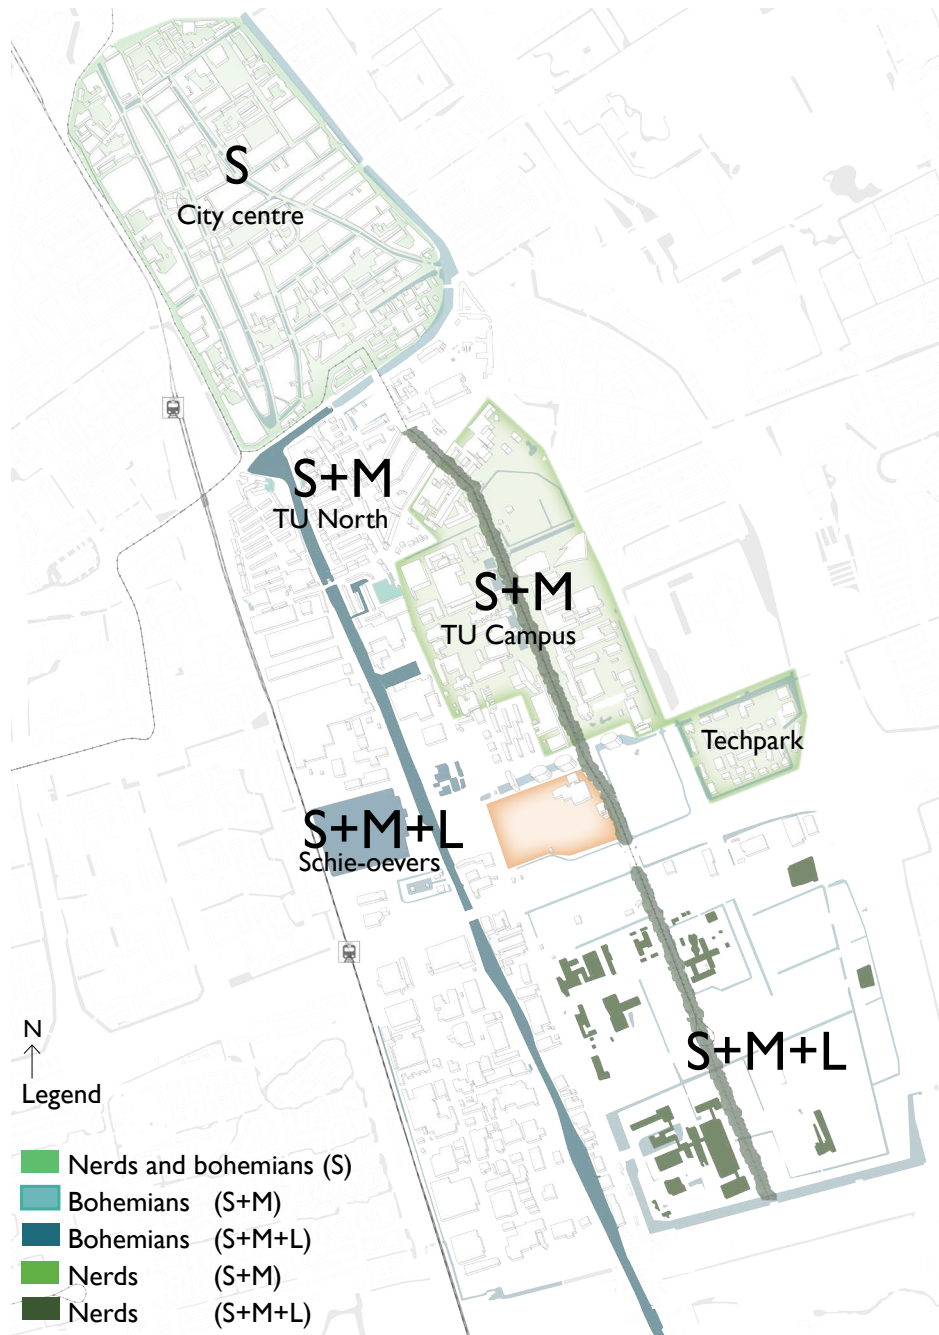 S
City centre
S+M
TU North
S+M
TU Campus
Techpark
S+M+L
Schie-oevers
S+M+L
N
Legend
Nerds and bohemians (S)
Bohemians (S+M)
Bohemians (S+M+L)
Nerds (S+M)
Nerds (S+M+L)